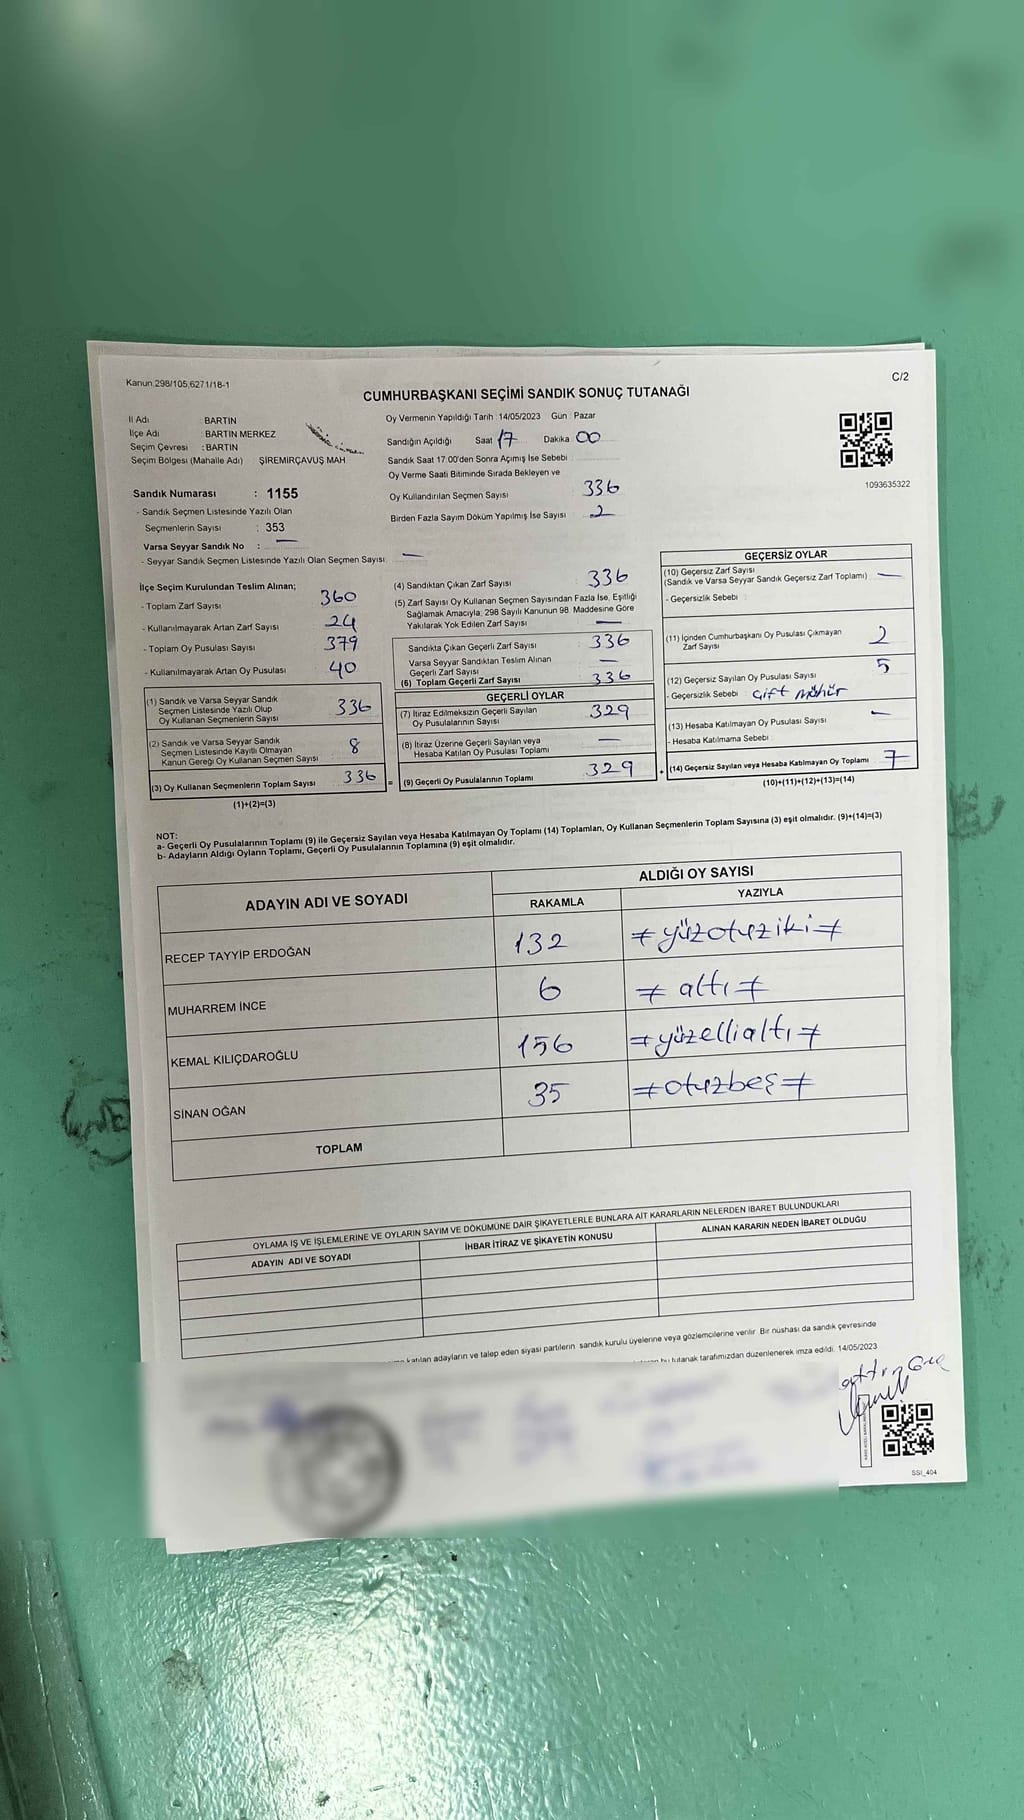 Kanun.298/105,6271/18-1
C/2
CUMHURBAŞKANI SEÇİMİ SANDIK SONUÇ TUTANAĞI
İl Adı : BARTIN
İlçe Adı BARTIN MERKEZ
Seçim Çevresi : BARTIN
Seçim Bölgesi (Mahalle Adı) ŞİREMİRÇAVUŞ MAH
Sandık Numarası : 1155
- Sandık Seçmen Listesinde Yazılı Olan
Seçmenlerin Sayısı : 353
Varsa Seyyar Sandık No : —
- Seyyar Sandık Seçmen Listesinde Yazılı Olan Seçmen Sayısı : —
Oy Vermenin Yapıldığı Tarih :14/05/2023 Gün : Pazar
Sandığın Açıldığı Saat 17 Dakika 00
Sandık Saat 17:00'den Sonra Açımış İse Sebebi
Oy Verme Saati Bitiminde Sırada Bekleyen ve
Oy Kullandırılan Seçmen Sayısı 336
Birden Fazla Sayım Döküm Yapılmış İse Sayısı 2
1093635322
İlçe Seçim Kurulundan Teslim Alınan;
- Toplam Zarf Sayısı 360
- Kullanılmayarak Artan Zarf Sayısı 24
- Toplam Oy Pusulası Sayısı 379
- Kullanılmayarak Artan Oy Pusulası 40
(1) Sandık ve Varsa Seyyar Sandık
Seçmen Listesinde Yazılı Olup
Oy Kullanan Seçmenlerin Sayısı 336
(2) Sandık ve Varsa Seyyar Sandık
Seçmen Listesinde Kayıtlı Olmayan
Kanun Gereği Oy Kullanan Seçmen Sayısı 8
(3) Oy Kullanan Seçmenlerin Toplam Sayısı 336
(1)+(2)=(3)
(4) Sandıktan Çıkan Zarf Sayısı 336
(5) Zarf Sayısı Oy Kullanan Seçmen Sayısından Fazla İse, Eşitliği
Sağlamak Amacıyla, 298 Sayılı Kanunun 98. Maddesine Göre
Yakılarak Yok Edilen Zarf Sayısı —
Sandıkta Çıkan Geçerli Zarf Sayısı 336
Varsa Seyyar Sandıktan Teslim Alınan
Geçerli Zarf Sayısı —
(6) Toplam Geçerli Zarf Sayısı 336
GEÇERLİ OYLAR
(7) İtiraz Edilmeksizin Geçerli Sayılan
Oy Pusulalarının Sayısı 329
(8) İtiraz Üzerine Geçerli Sayılan veya
Hesaba Katılan Oy Pusulası Toplamı —
= (9) Geçerli Oy Pusulalarının Toplamı 329
GEÇERSİZ OYLAR
(10) Geçersiz Zarf Sayısı
(Sandık ve Varsa Seyyar Sandık Geçersiz Zarf Toplamı) —
- Geçersizlik Sebebi
(11) İçinden Cumhurbaşkanı Oy Pusulası Çıkmayan
Zarf Sayısı 2
(12) Geçersiz Sayılan Oy Pusulası Sayısı 5
- Geçersizlik Sebebi Çift mühür
(13) Hesaba Katılmayan Oy Pusulası Sayısı —
- Hesaba Katılmama Sebebi
+ (14) Geçersiz Sayılan veya Hesaba Katılmayan Oy Toplamı 7
(10)+(11)+(12)+(13)=(14)
NOT:
a- Geçerli Oy Pusulalarının Toplamı (9) ile Geçersiz Sayılan veya Hesaba Katılmayan Oy Toplamı (14) Toplamları, Oy Kullanan Seçmenlerin Toplam Sayısına (3) eşit olmalıdır. (9)+(14)=(3)
b- Adayların Aldığı Oyların Toplamı, Geçerli Oy Pusulalarının Toplamına (9) eşit olmalıdır.
ADAYIN ADI VE SOYADI ALDIĞI OY SAYISI
RAKAMLA YAZIYLA
RECEP TAYYİP ERDOĞAN 132 ≠ yüzotuziki ≠
MUHARREM İNCE 6 ≠ altı ≠
KEMAL KILIÇDAROĞLU 156 ≠ yüzellialtı ≠
SİNAN OĞAN 35 ≠ otuzbeş ≠
TOPLAM
OYLAMA İŞ VE İŞLEMLERİNE VE OYLARIN SAYIM VE DÖKÜMÜNE DAİR ŞİKAYETLERLE BUNLARA AİT KARARLARIN NELERDEN İBARET BULUNDUKLARI
ADAYIN ADI VE SOYADI İHBAR İTİRAZ VE ŞİKAYETİN KONUSU ALINAN KARARIN NEDEN İBARET OLDUĞU
katılan adayların ve talep eden siyasi partilerin sandık kurulu üyelerine veya gözlemcilerine verilir. Bir nüshası da sandık çevresinde
bu tutanak tarafımızdan düzenlenerek imza edildi. 14/05/2023
SSI_404